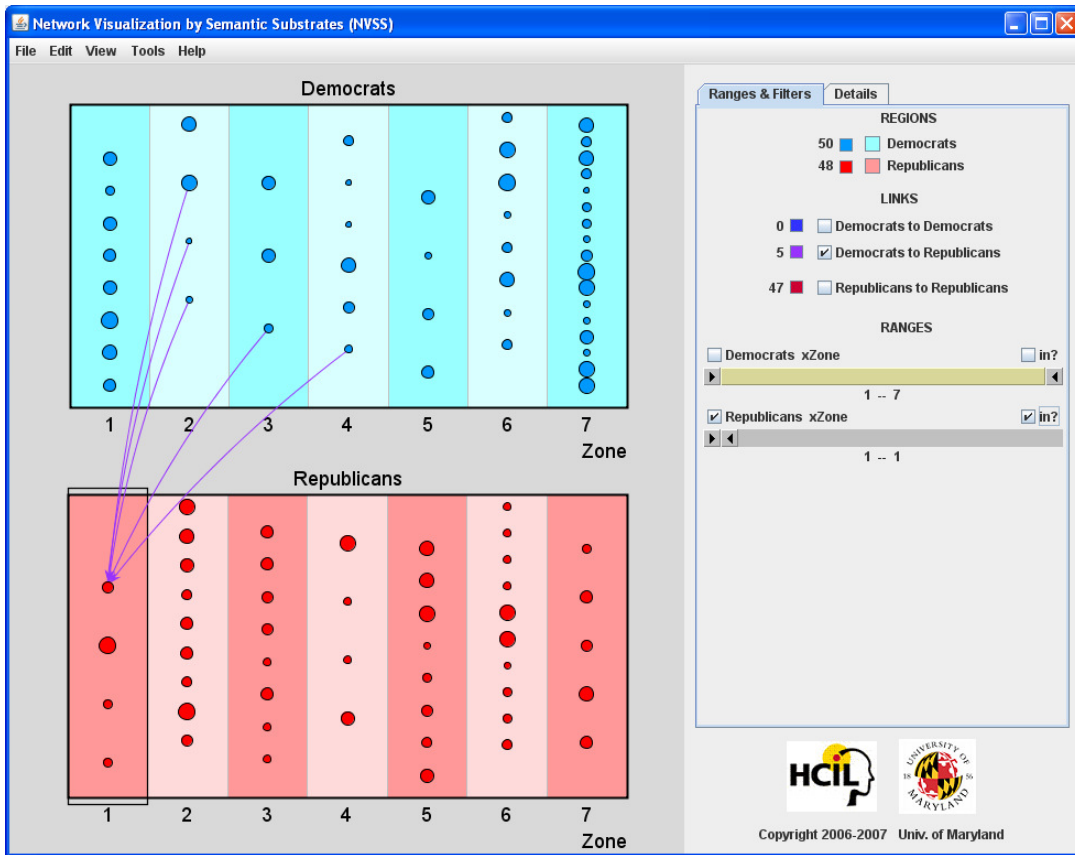 Network Visualization by Semantic Substrates (NVSS)
File Edit View Tools Help
Democrats
1 2 3 4 5 6 7
Zone
Republicans
1 2 3 4 5 6 7
Zone
Ranges & Filters Details
REGIONS
50 Democrats
48 Republicans
LINKS
0 Democrats to Democrats
5 Democrats to Republicans
47 Republicans to Republicans
RANGES
Democrats xZone in?
1 -- 7
Republicans xZone in?
1 -- 1
HCIL
UNIVERSITY OF
18 56
MARYLAND
Copyright 2006-2007 Univ. of Maryland